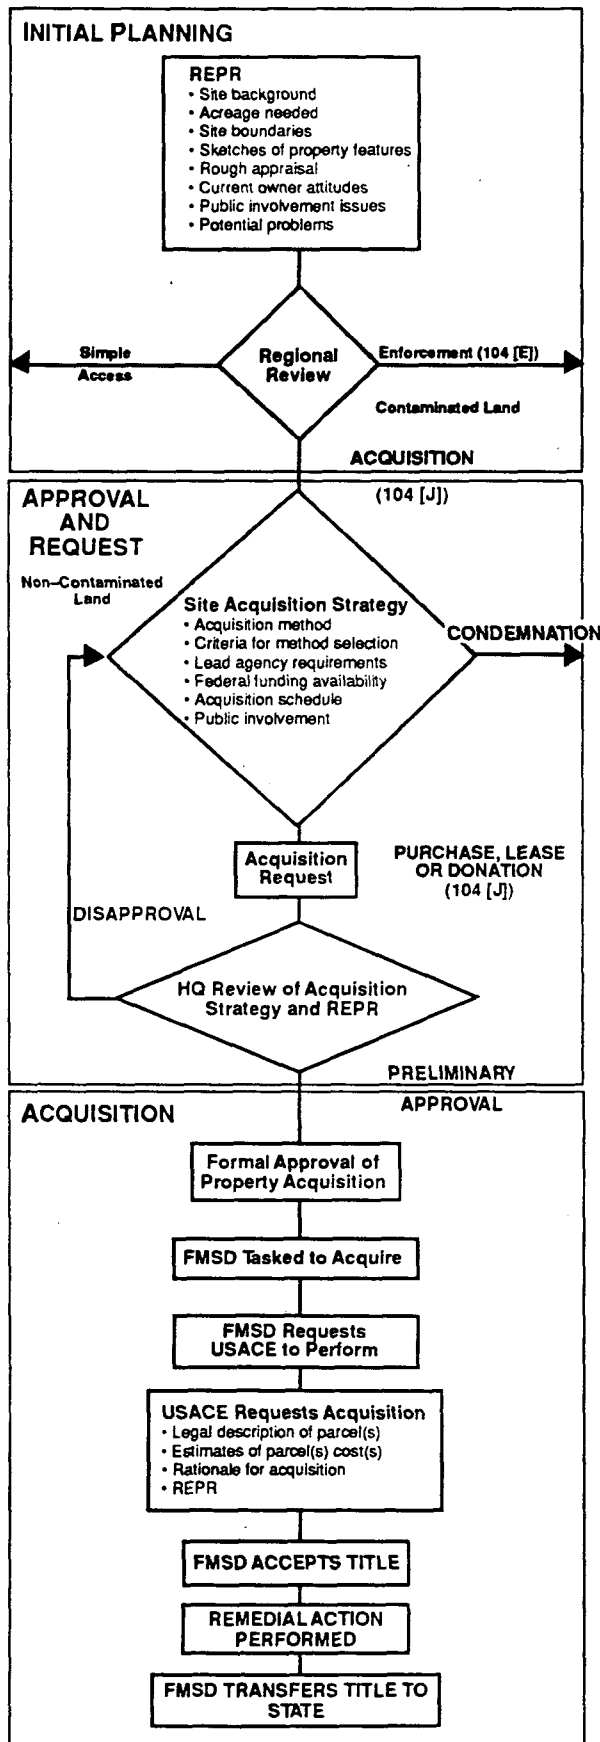 INITIAL PLANNING
REPR
• Site background
• Acreage needed
• Site boundaries
• Sketches of property features
• Rough appraisal
• Current owner attitudes
• Public involvement issues
• Potential problems
Simple
Access
Regional
Review
Enforcement (104 [E])
Contaminated Land
ACQUISITION
(104 [J])
APPROVAL
AND
REQUEST
Non-Contaminated
Land
Site Acquisition Strategy
• Acquisition method
• Criteria for method selection
• Lead agency requirements
• Federal funding availability
• Acquisition schedule
• Public involvement
CONDEMNATION
Acquisition
Request
PURCHASE, LEASE
OR DONATION
(104 [J])
DISAPPROVAL
HQ Review of Acquisition
Strategy and REPR
PRELIMINARY
APPROVAL
ACQUISITION
Formal Approval of
Property Acquisition
FMSD Tasked to Acquire
FMSD Requests
USACE to Perform
USACE Requests Acquisition
• Legal description of parcel(s)
• Estimates of parcel(s) cost(s)
• Rationale for acquisition
• REPR
FMSD ACCEPTS TITLE
REMEDIAL ACTION
PERFORMED
FMSD TRANSFERS TITLE TO
STATE